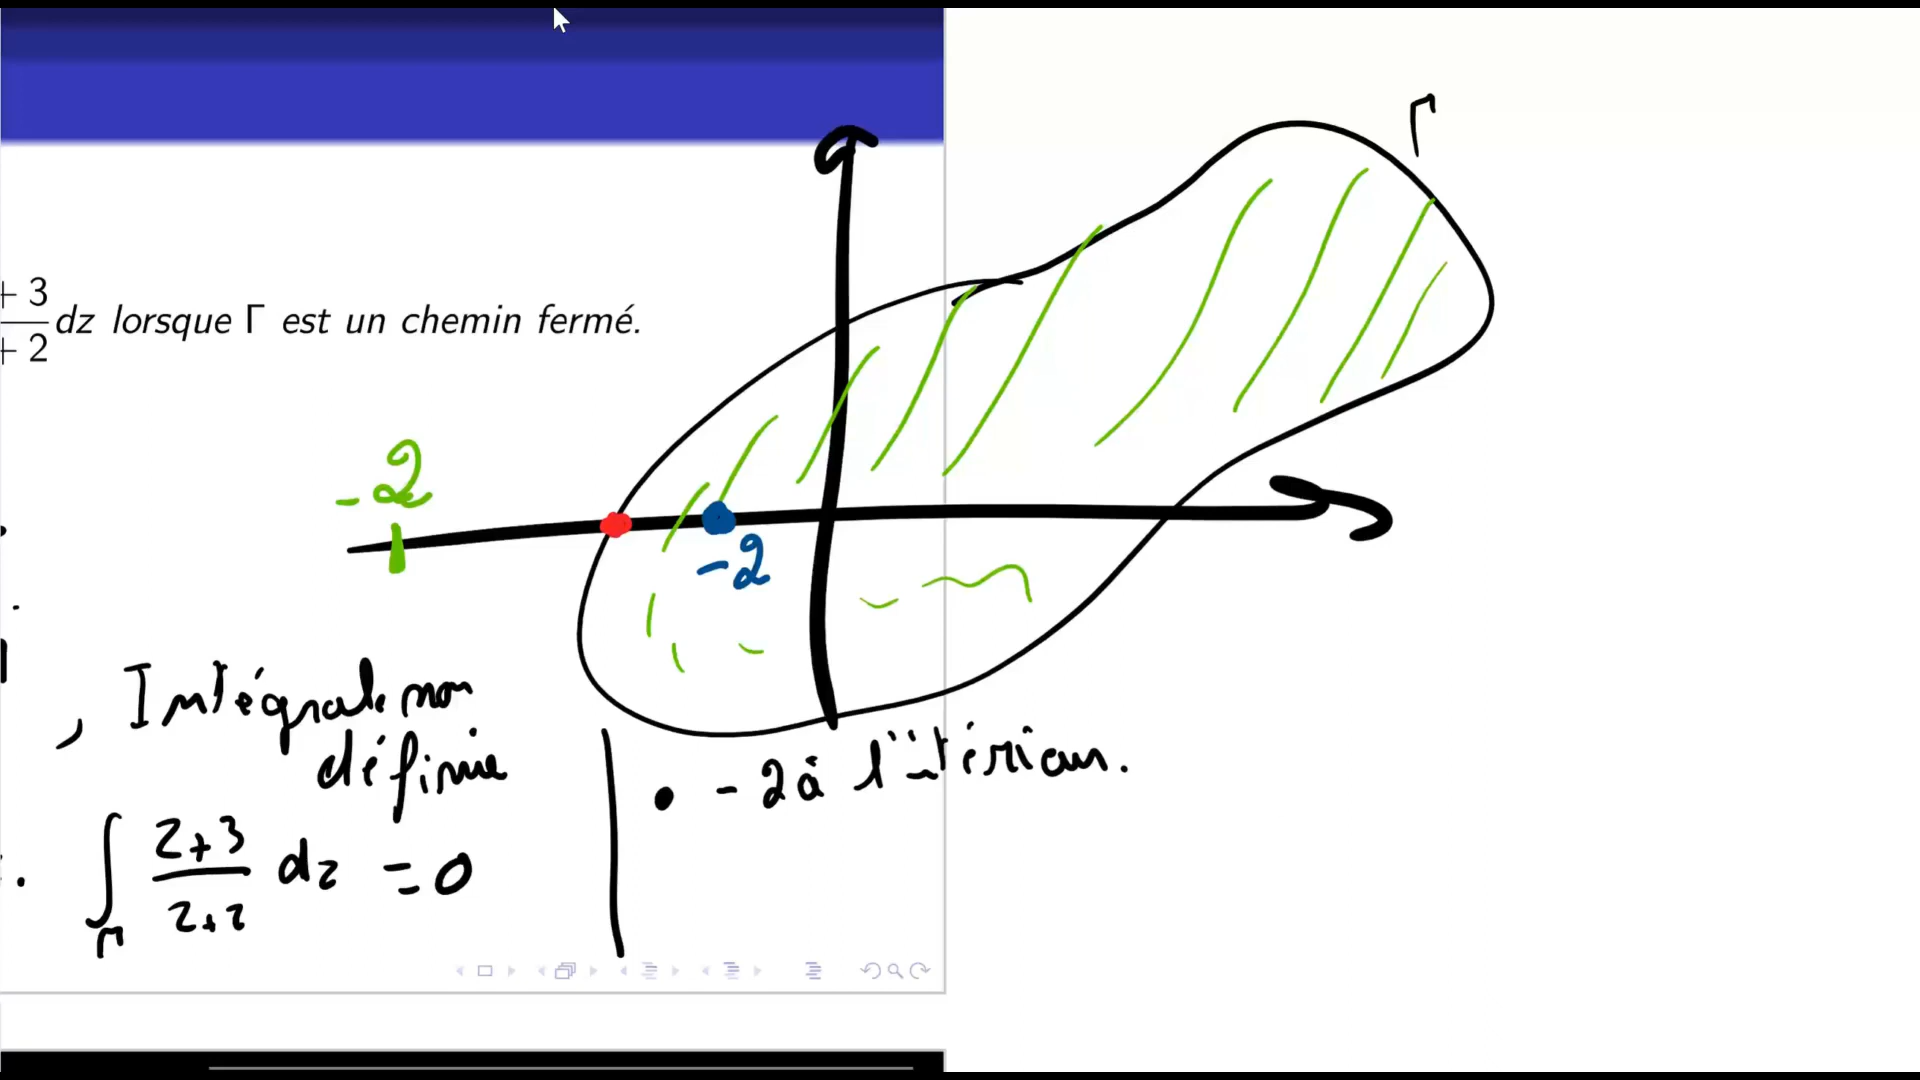 Γ
+ 3
+ 2
dz lorsque Γ est un chemin fermé.
-2
-2
, Intégrale non
définie
• -2 à l'intérieur.
∫Γ z+3/z+2 dz = 0